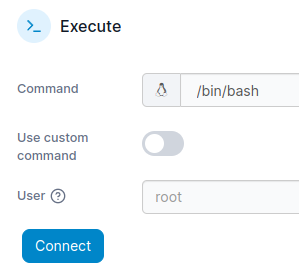 Execute
Command
/bin/bash
Use custom
command
User
root
Connect